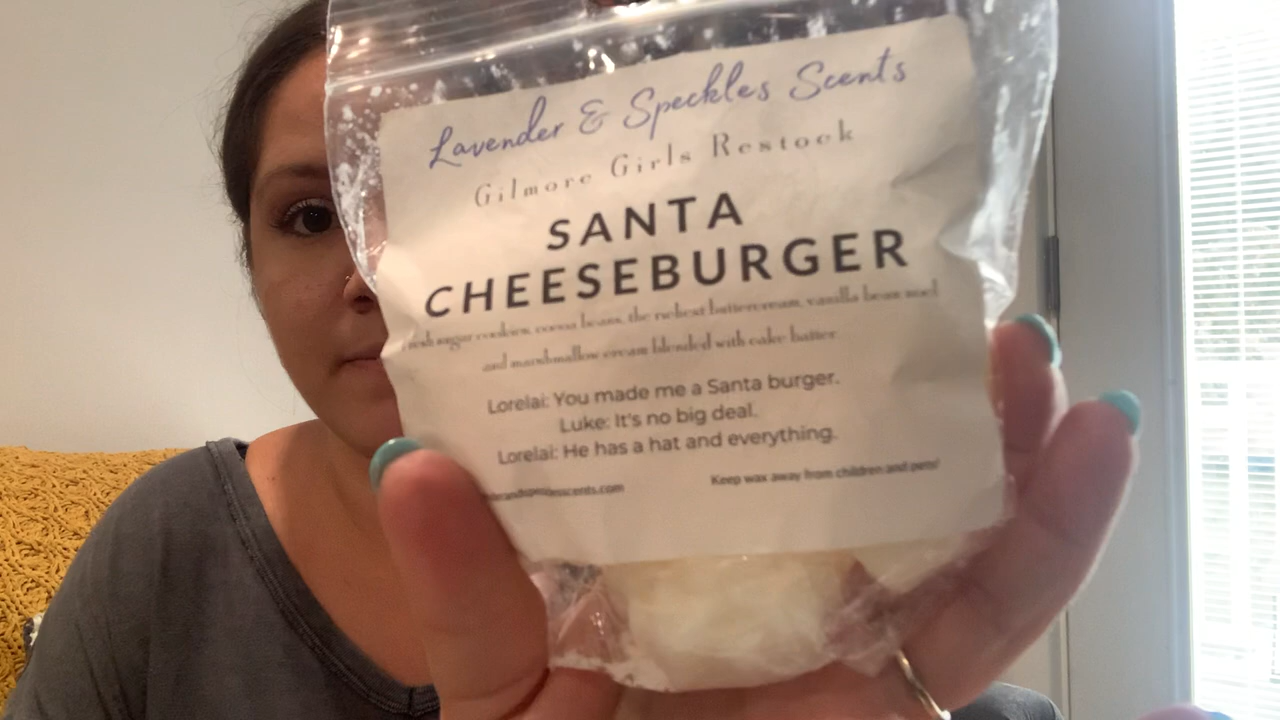 Lavender & Speckles Scents
Gilmore Girls Restock
SANTA
CHEESEBURGER
fresh sugar cookies, cocoa beans, the richest buttercream, vanilla bean noel
and marshmallow cream blended with cake batter
Lorelai: You made me a Santa burger.
Luke: It's no big deal.
Lorelai: He has a hat and everything.
Keep wax away from children and pets!